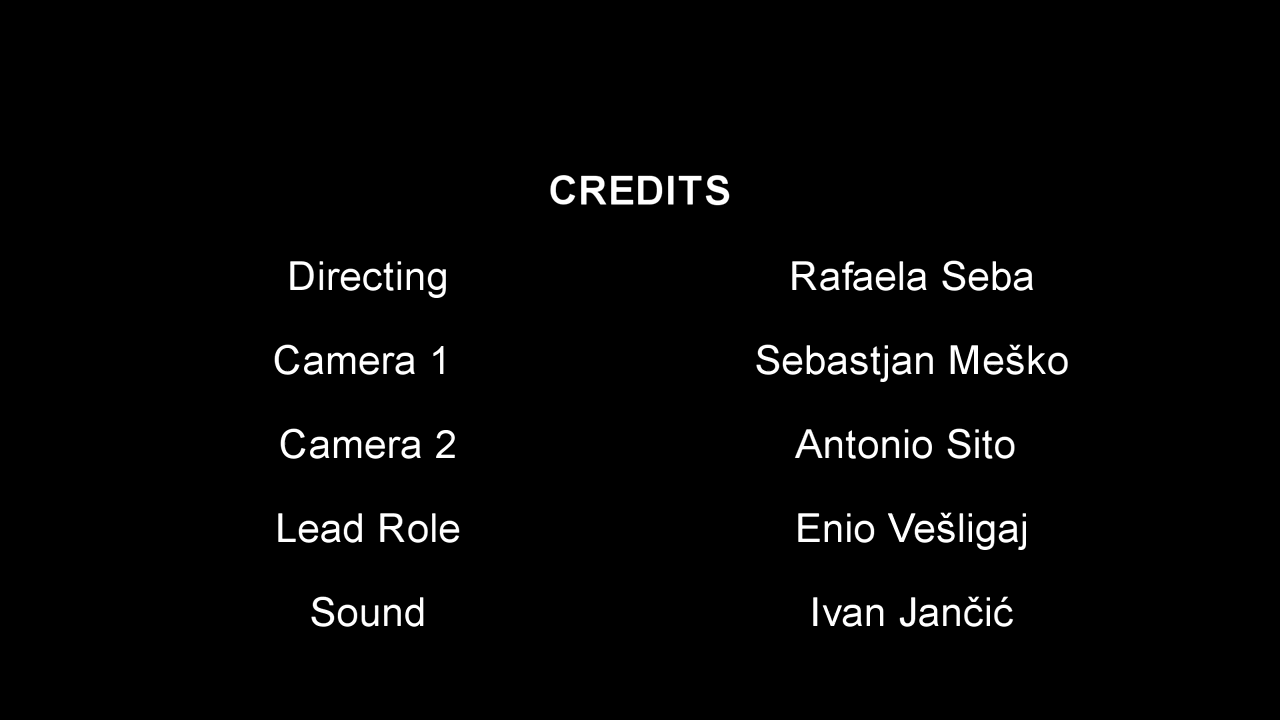 CREDITS
Directing Rafaela Seba
Camera 1 Sebastjan Meško
Camera 2 Antonio Sito
Lead Role Enio Vešligaj
Sound Ivan Jančić